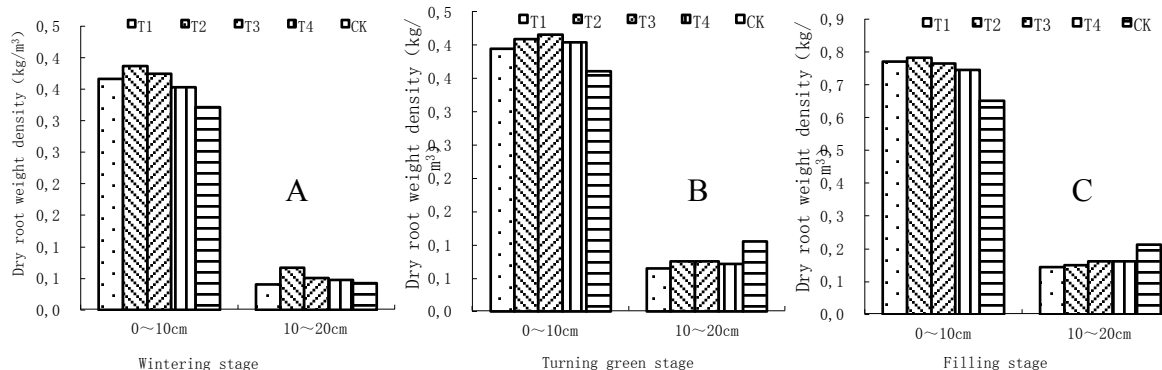 Dry root weight density (kg/m³)
0,5
0,4
0,4
0,3
0,3
0,2
0,2
0,1
0,1
0,0
T1 T2 T3 T4 CK
A
0～10cm 10～20cm
Wintering stage
Dry root weight density (kg/
m³)
0,5
0,4
0,4
0,3
0,3
0,2
0,2
0,1
0,1
0,0
T1 T2 T3 T4 CK
B
0～10cm 10～20cm
Turning green stage
Dry root weight density (kg/
m³)
0,9
0,8
0,7
0,6
0,5
0,4
0,3
0,2
0,1
0,0
T1 T2 T3 T4 CK
C
0～10cm 10～20cm
Filling stage